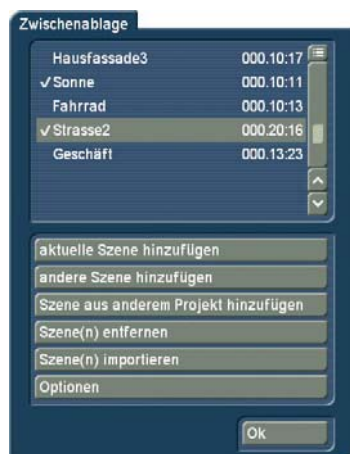 Zwischenablage
Hausfassade3 000.10:17
✓Sonne 000.10:11
Fahrrad 000.10:13
✓Strasse2 000.20:16
Geschäft 000.13:23
aktuelle Szene hinzufügen
andere Szene hinzufügen
Szene aus anderem Projekt hinzufügen
Szene(n) entfernen
Szene(n) importieren
Optionen
Ok